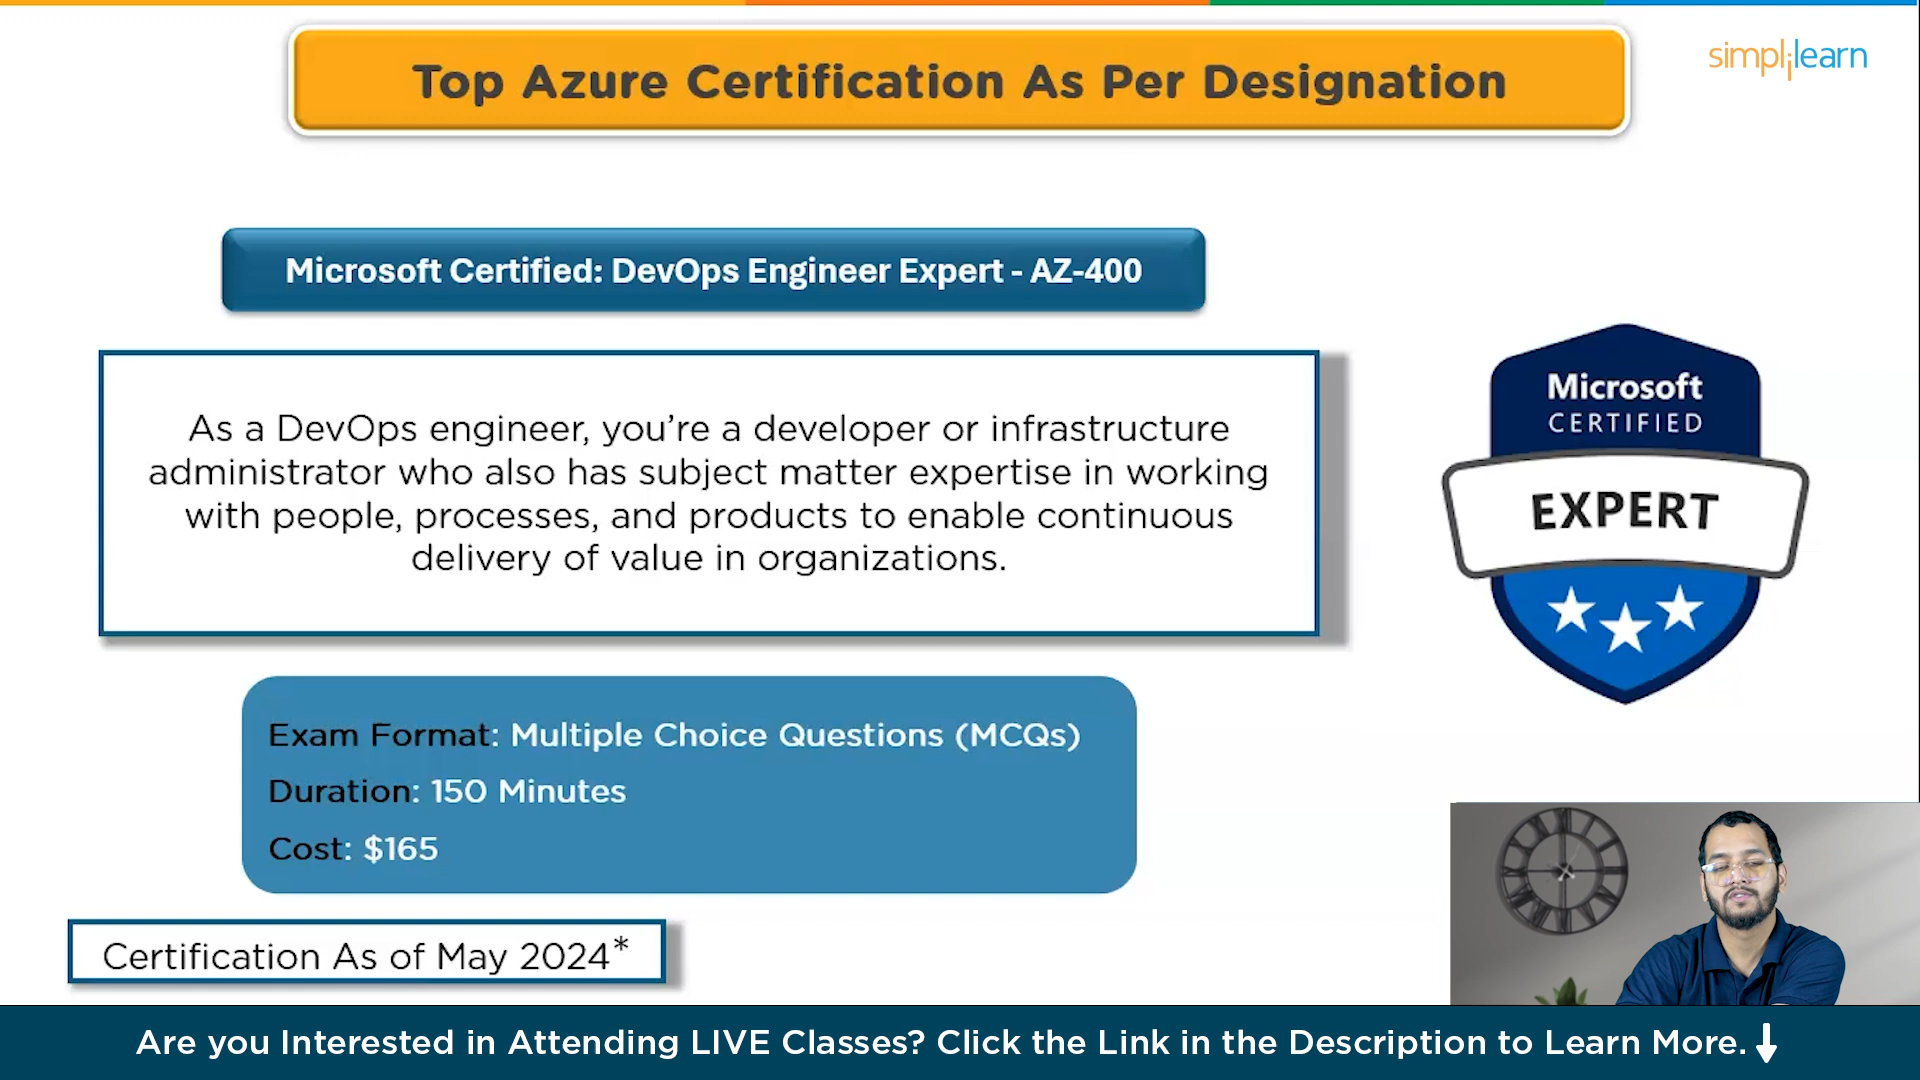 Top Azure Certification As Per Designation
simplilearn
Microsoft Certified: DevOps Engineer Expert - AZ-400
As a DevOps engineer, you’re a developer or infrastructure
administrator who also has subject matter expertise in working
with people, processes, and products to enable continuous
delivery of value in organizations.
Microsoft
CERTIFIED
EXPERT
Exam Format: Multiple Choice Questions (MCQs)
Duration: 150 Minutes
Cost: $165
Certification As of May 2024*
Are you Interested in Attending LIVE Classes? Click the Link in the Description to Learn More.